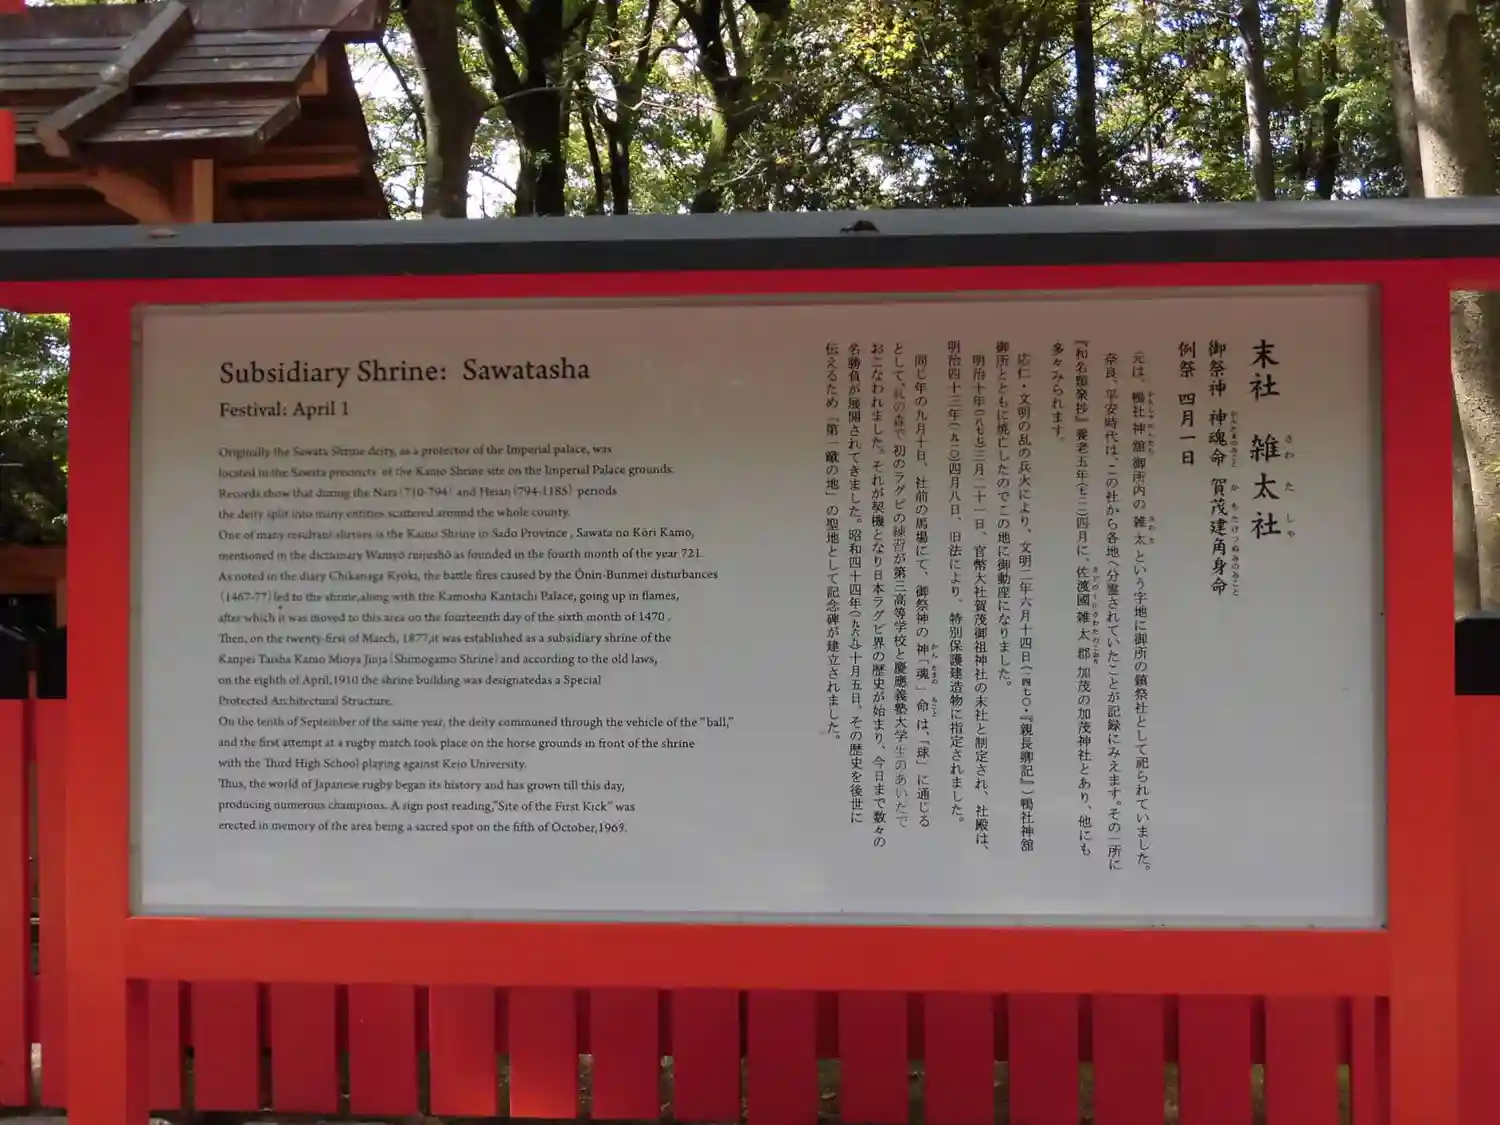 Subsidiary Shrine: Sawatasha
Festival: April 1
Originally the Sawata Shrine deity, as a protector of the Imperial palace, was
located in the Sawata precincts of the Kamo Shrine site on the Imperial Palace grounds.
Records show that during the Nara (710-794) and Heian (794-1185) periods
the deity split into many entities scattered around the whole county.
One of many resultant shrines is the Kamo Shrine in Sado Province , Sawata no Kōri Kamo,
mentioned in the dictionary Wamyō ruijushō as founded in the fourth month of the year 721.
As noted in the diary Chikanaga Kyōki, the battle fires caused by the Ōnin-Bunmei disturbances
(1467-77) led to the shrine,along with the Kamosha Kantachi Palace, going up in flames,
after which it was moved to this area on the fourteenth day of the sixth month of 1470 .
Then, on the twenty-first of March, 1877,it was established as a subsidiary shrine of the
Kanpei Taisha Kamo Mioya Jinja (Shimogamo Shrine) and according to the old laws,
on the eighth of April,1910 the shrine building was designatedas a Special
Protected Architectural Structure.
On the tenth of September of the same year, the deity communed through the vehicle of the "ball,"
and the first attempt at a rugby match took place on the horse grounds in front of the shrine
with the Third High School playing against Keio University.
Thus, the world of Japanese rugby began its history and has grown till this day,
producing numerous champions. A sign post reading,"Site of the First Kick" was
erected in memory of the area being a sacred spot on the fifth of October,1969.
末社 雑太社
さわ た しゃ
御祭神 神魂命 賀茂建角身命
かんたまのみこと かもたけつぬみのみこと
例祭 四月一日
元は、鴨社神舘御所内の雑太という字地に御所の鎮祭社として祀られていました。
奈良、平安時代は、この社から各地へ分霊されていたことが記録にみえます。その一所に
『和名類聚抄』養老五年(七二一)四月に、佐渡國雑太郡 加茂の加茂神社とあり、他にも
多々みられます。
応仁・文明の乱の兵火により、文明二年六月十四日(一四七〇・『親長卿記』)鴨社神舘
御所とともに焼亡したのでこの地に御動座になりました。
明治十年(一八七七)三月二十一日、官幣大社賀茂御祖神社の末社と制定され、社殿は、
明治四十三年(一九一〇)四月八日、旧法により、特別保護建造物に指定されました。
同じ年の九月十日、社前の馬場にて、御祭神の神「魂」命は、「球」に通じる
として、糺の森で初のラグビの練習が第三高等学校と慶應義塾大学生のあいだで
おこなわれました。それが契機となり日本ラグビ界の歴史が始まり、今日まで数々の
名勝負が展開されてきました。昭和四十四年(一九六九)十月五日、その歴史を後世に
伝えるため「第一蹴の地」の聖地として記念碑が建立されました。